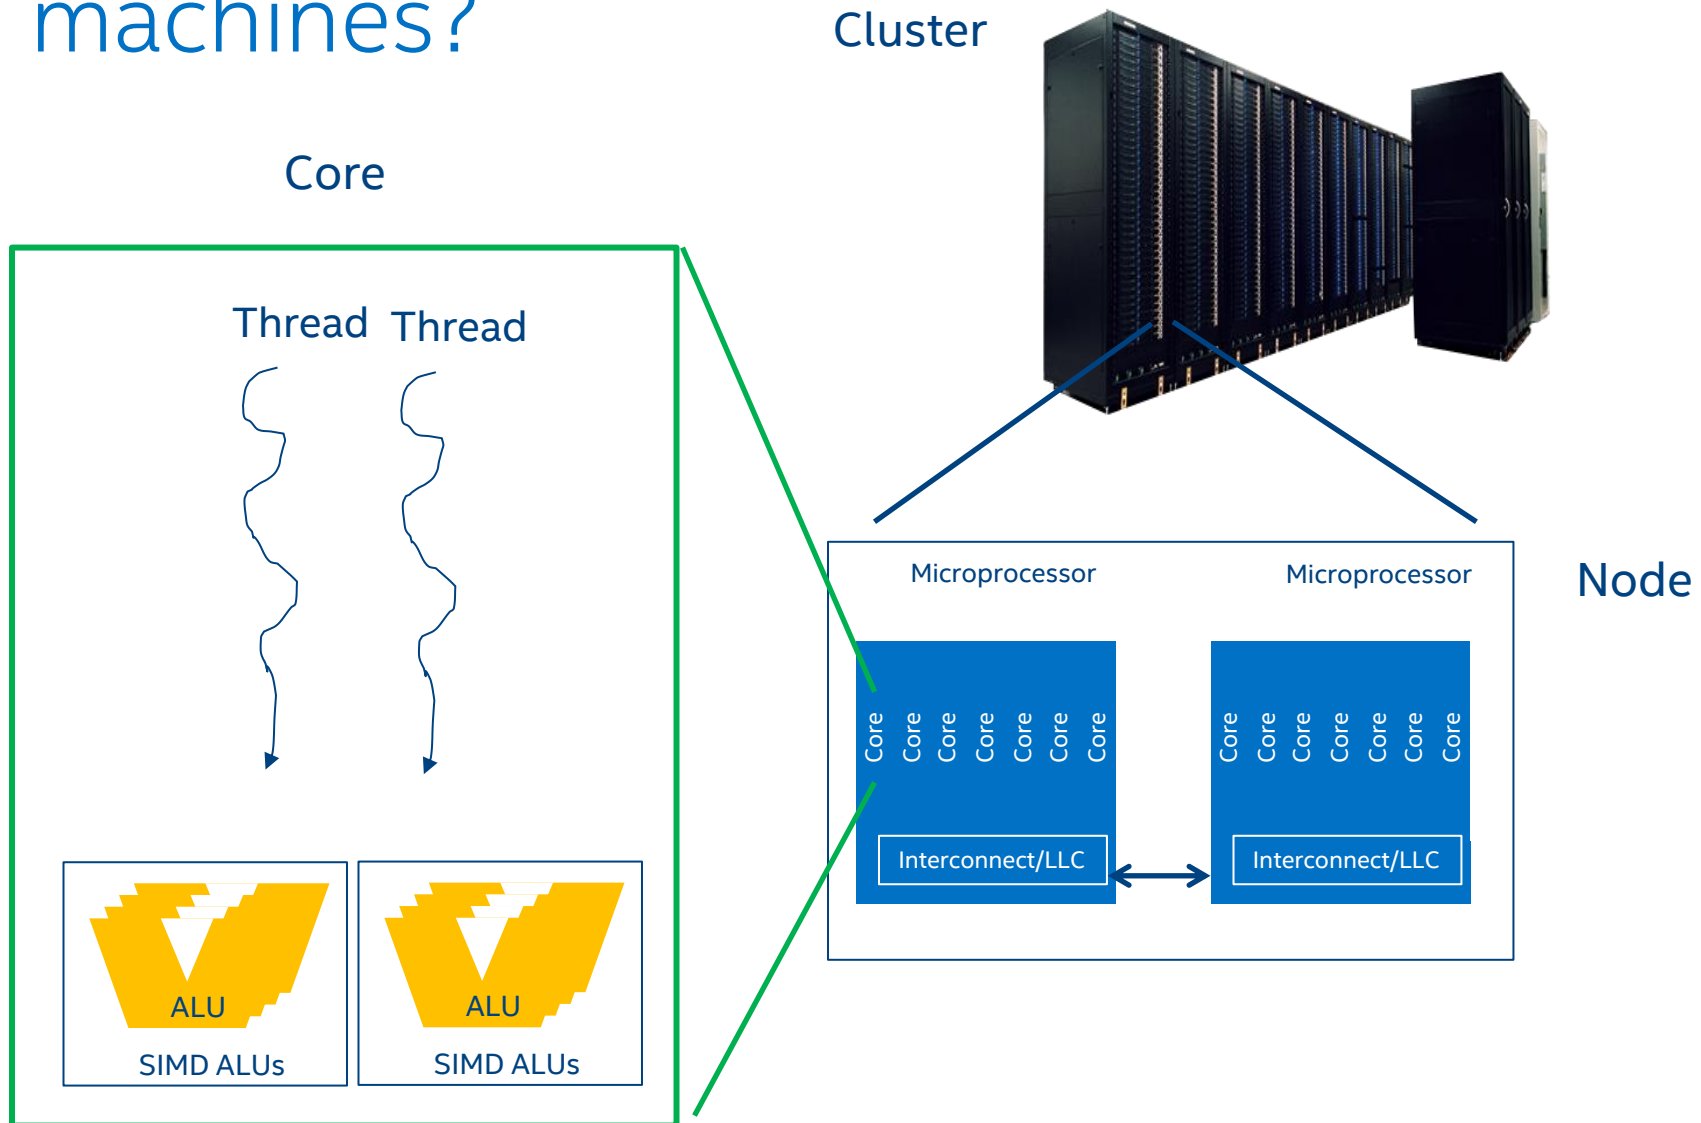 machines?
Cluster
Core
Thread Thread
Microprocessor Microprocessor
Node
Core Core Core Core Core Core Core
Core Core Core Core Core Core Core
Interconnect/LLC
Interconnect/LLC
ALU
ALU
SIMD ALUs
SIMD ALUs